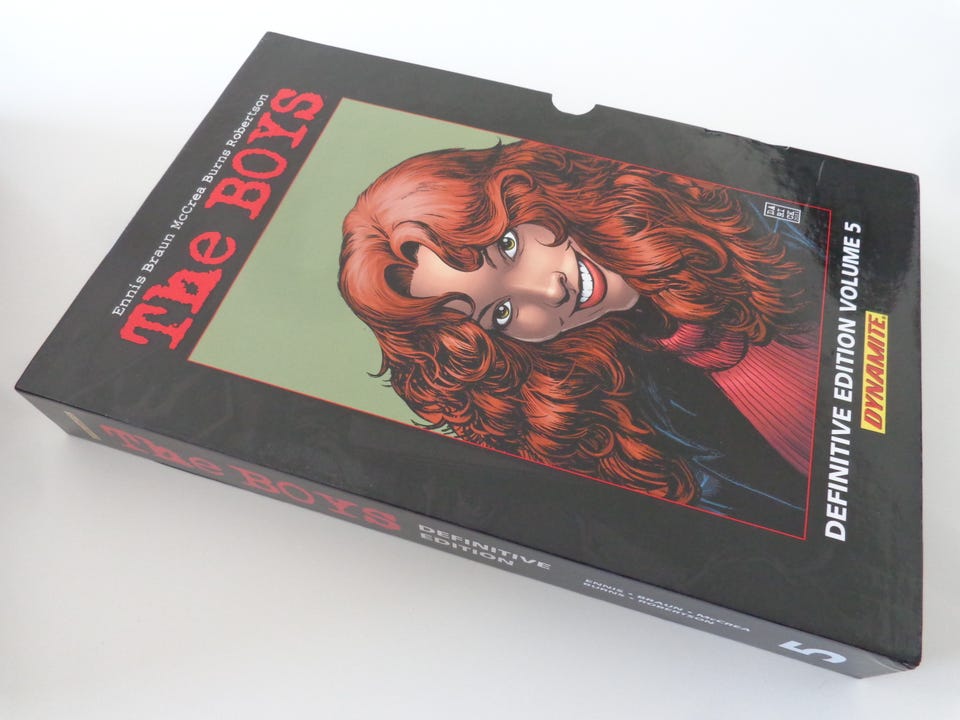 Ennis Braun McCrea Burns Robertson
The BOYS
DEFINITIVE EDITION VOLUME 5
DYNAMITE.
The BOYS
DEFINITIVE
EDITION
ENNIS • BRAUN • McCREA
BURNS • ROBERTSON
5